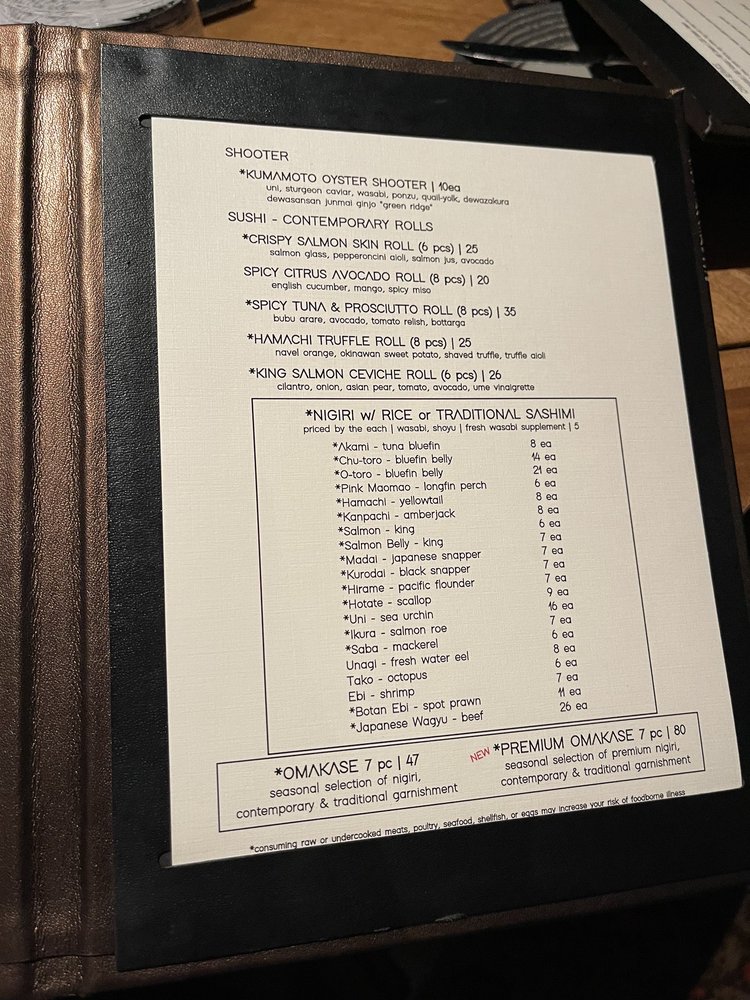 SHOOTER
*KUMAMOTO OYSTER SHOOTER | 10ea
uni, sturgeon caviar, wasabi, ponzu, quail-yolk, dewazakura
dewasansan junmai ginjo "green ridge"
SUSHI - CONTEMPORARY ROLLS
*CRISPY SALMON SKIN ROLL (6 pcs) | 25
salmon glass, pepperoncini aioli, salmon jus, avocado
SPICY CITRUS AVOCADO ROLL (8 pcs) | 20
english cucumber, mango, spicy miso
*SPICY TUNA & PROSCIUTTO ROLL (8 pcs) | 35
bubu arare, avocado, tomato relish, bottarga
*HAMACHI TRUFFLE ROLL (8 pcs) | 25
navel orange, okinawan sweet potato, shaved truffle, truffle aioli
*KING SALMON CEVICHE ROLL (6 pcs) | 26
cilantro, onion, asian pear, tomato, avocado, ume vinaigrette
*NIGIRI w/ RICE or TRADITIONAL SASHIMI
priced by the each | wasabi, shoyu | fresh wasabi supplement | 5
*Akami - tuna bluefin 8 ea
*Chu-toro - bluefin belly 14 ea
*O-toro - bluefin belly 21 ea
*Pink Maomao - longfin perch 6 ea
*Hamachi - yellowtail 8 ea
*Kanpachi - amberjack 8 ea
*Salmon - king 6 ea
*Salmon Belly - king 7 ea
*Madai - japanese snapper 7 ea
*Kurodai - black snapper 7 ea
*Hirame - pacific flounder 7 ea
*Hotate - scallop 9 ea
*Uni - sea urchin 16 ea
*Ikura - salmon roe 7 ea
*Saba - mackerel 6 ea
Unagi - fresh water eel 8 ea
Tako - octopus 6 ea
Ebi - shrimp 7 ea
*Botan Ebi - spot prawn 11 ea
*Japanese Wagyu - beef 26 ea
*OMAKASE 7 pc | 47
seasonal selection of nigiri,
contemporary & traditional garnishment
NEW *PREMIUM OMAKASE 7 pc | 80
seasonal selection of premium nigiri,
contemporary & traditional garnishment
*consuming raw or undercooked meats, poultry, seafood, shellfish, or eggs may increase your risk of foodborne illness